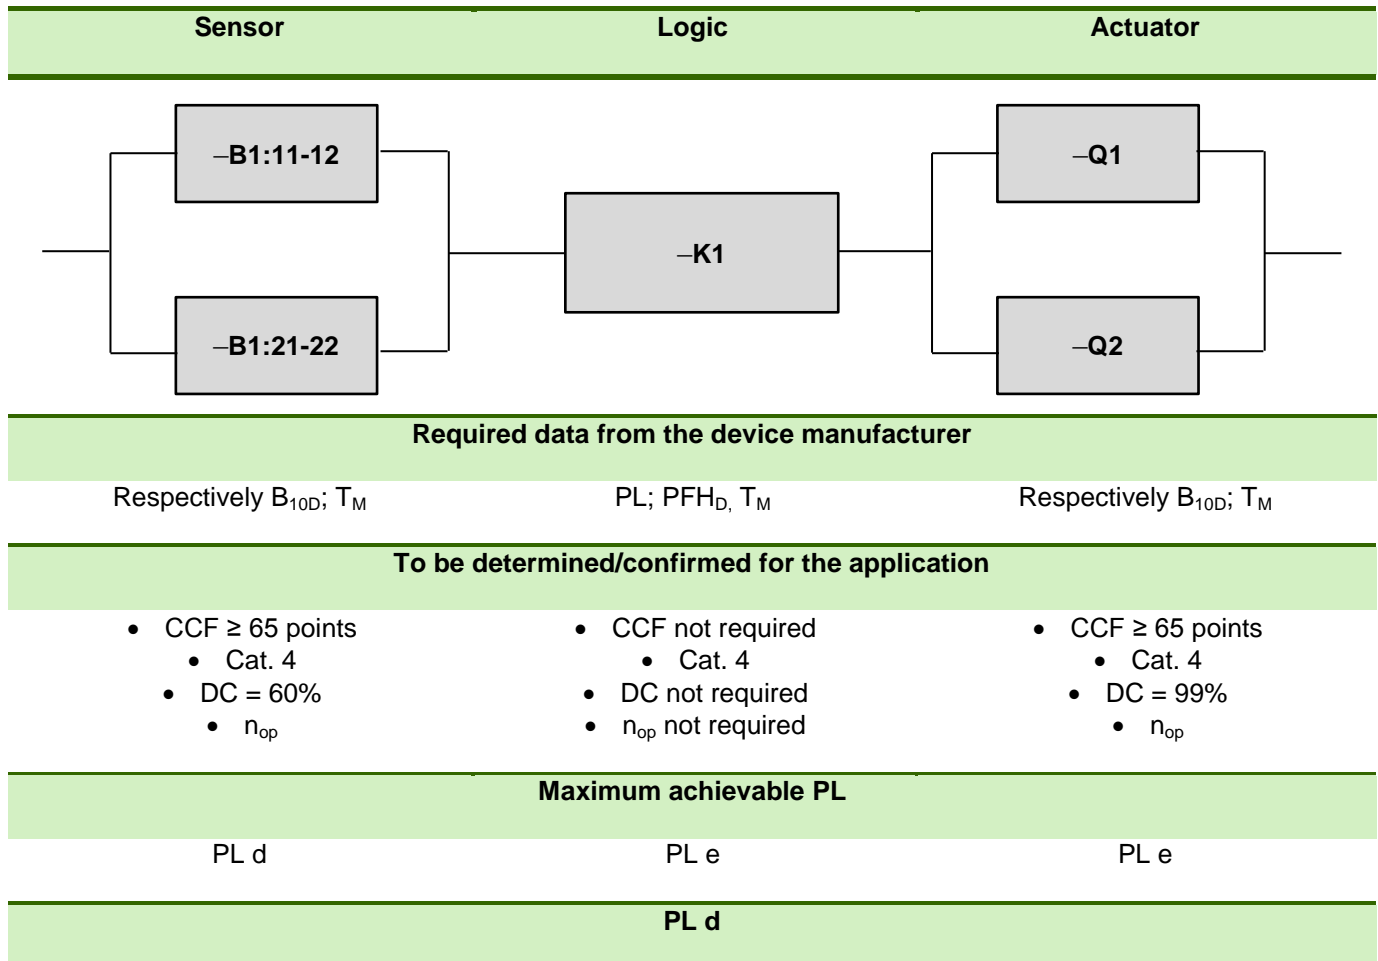 Sensor Logic Actuator
–B1:11-12 –Q1
–K1
–B1:21-22 –Q2
Required data from the device manufacturer
Respectively B10D; TM PL; PFHD, TM Respectively B10D; TM
To be determined/confirmed for the application
• CCF ≥ 65 points • CCF not required • CCF ≥ 65 points
• Cat. 4 • Cat. 4 • Cat. 4
• DC = 60% • DC not required • DC = 99%
• nop • nop not required • nop
Maximum achievable PL
PL d PL e PL e
PL d